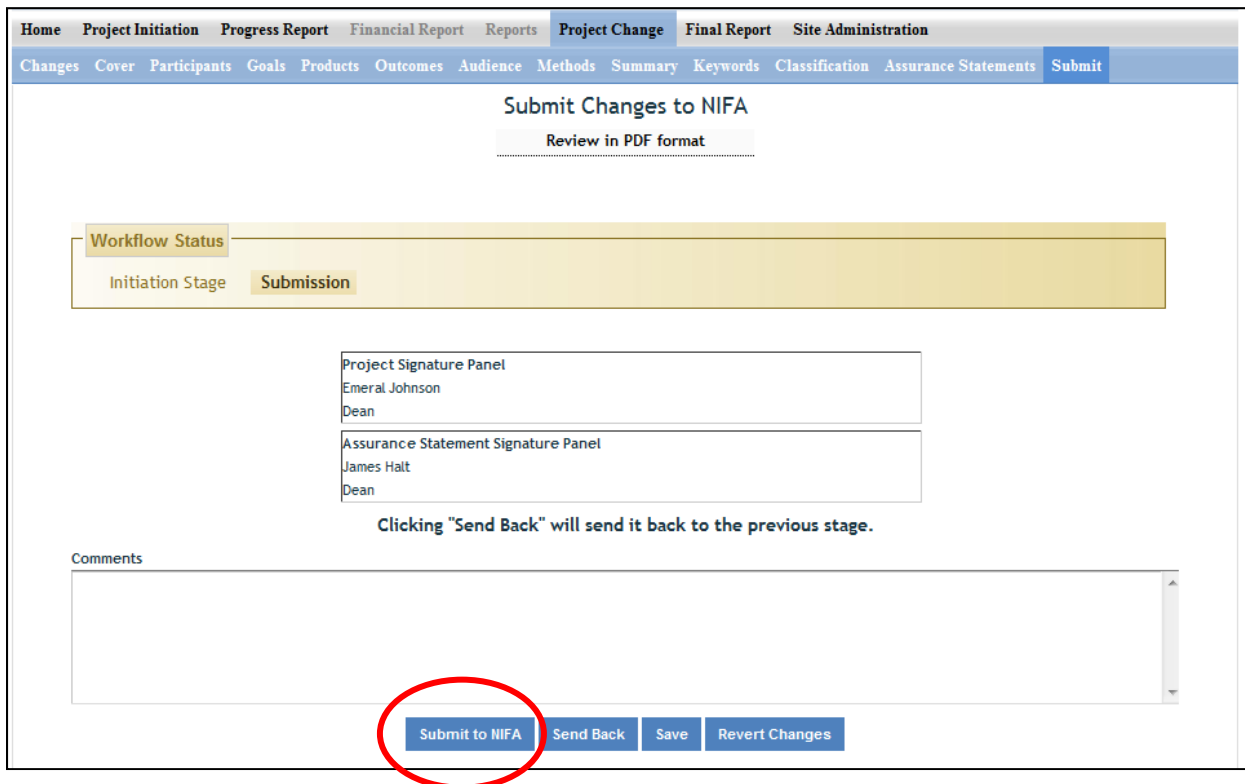 Home Project Initiation Progress Report Financial Report Reports Project Change Final Report Site Administration
Changes Cover Participants Goals Products Outcomes Audience Methods Summary Keywords Classification Assurance Statements Submit
Submit Changes to NIFA
Review in PDF format
Workflow Status
Initiation Stage Submission
Project Signature Panel
Emeral Johnson
Dean
Assurance Statement Signature Panel
James Halt
Dean
Clicking "Send Back" will send it back to the previous stage.
Comments
Submit to NIFA Send Back Save Revert Changes